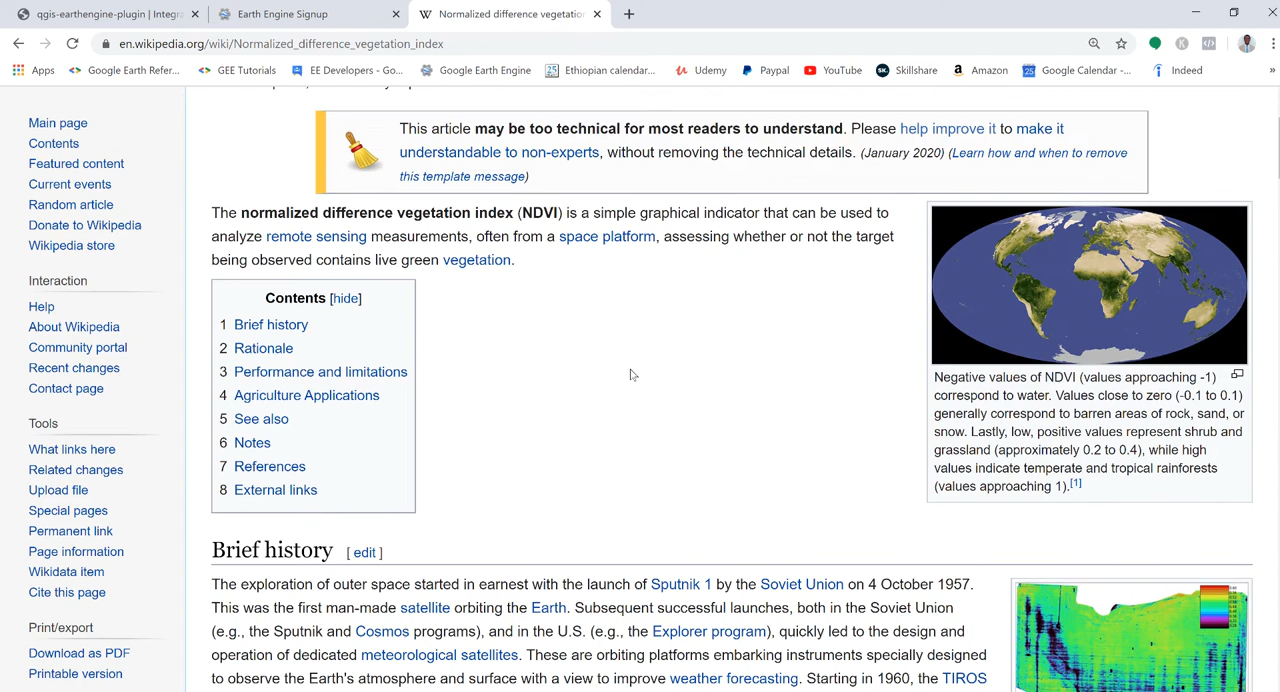 qgis-earthengine-plugin | Integra
Earth Engine Signup
Normalized difference vegetation
en.wikipedia.org/wiki/Normalized_difference_vegetation_index
Apps
Google Earth Refer...
GEE Tutorials
EE Developers - Go...
Google Earth Engine
Ethiopian calendar...
Udemy
Paypal
YouTube
Skillshare
Amazon
Google Calendar -...
Indeed
Main page
Contents
Featured content
Current events
Random article
Donate to Wikipedia
Wikipedia store
Interaction
Help
About Wikipedia
Community portal
Recent changes
Contact page
Tools
What links here
Related changes
Upload file
Special pages
Permanent link
Page information
Wikidata item
Cite this page
Print/export
Download as PDF
Printable version
This article may be too technical for most readers to understand. Please help improve it to make it
understandable to non-experts, without removing the technical details. (January 2020) (Learn how and when to remove
this template message)
The normalized difference vegetation index (NDVI) is a simple graphical indicator that can be used to
analyze remote sensing measurements, often from a space platform, assessing whether or not the target
being observed contains live green vegetation.
Contents [hide]
1 Brief history
2 Rationale
3 Performance and limitations
4 Agriculture Applications
5 See also
6 Notes
7 References
8 External links
Negative values of NDVI (values approaching -1)
correspond to water. Values close to zero (-0.1 to 0.1)
generally correspond to barren areas of rock, sand, or
snow. Lastly, low, positive values represent shrub and
grassland (approximately 0.2 to 0.4), while high
values indicate temperate and tropical rainforests
(values approaching 1).[1]
Brief history [ edit ]
The exploration of outer space started in earnest with the launch of Sputnik 1 by the Soviet Union on 4 October 1957.
This was the first man-made satellite orbiting the Earth. Subsequent successful launches, both in the Soviet Union
(e.g., the Sputnik and Cosmos programs), and in the U.S. (e.g., the Explorer program), quickly led to the design and
operation of dedicated meteorological satellites. These are orbiting platforms embarking instruments specially designed
to observe the Earth's atmosphere and surface with a view to improve weather forecasting. Starting in 1960, the TIROS